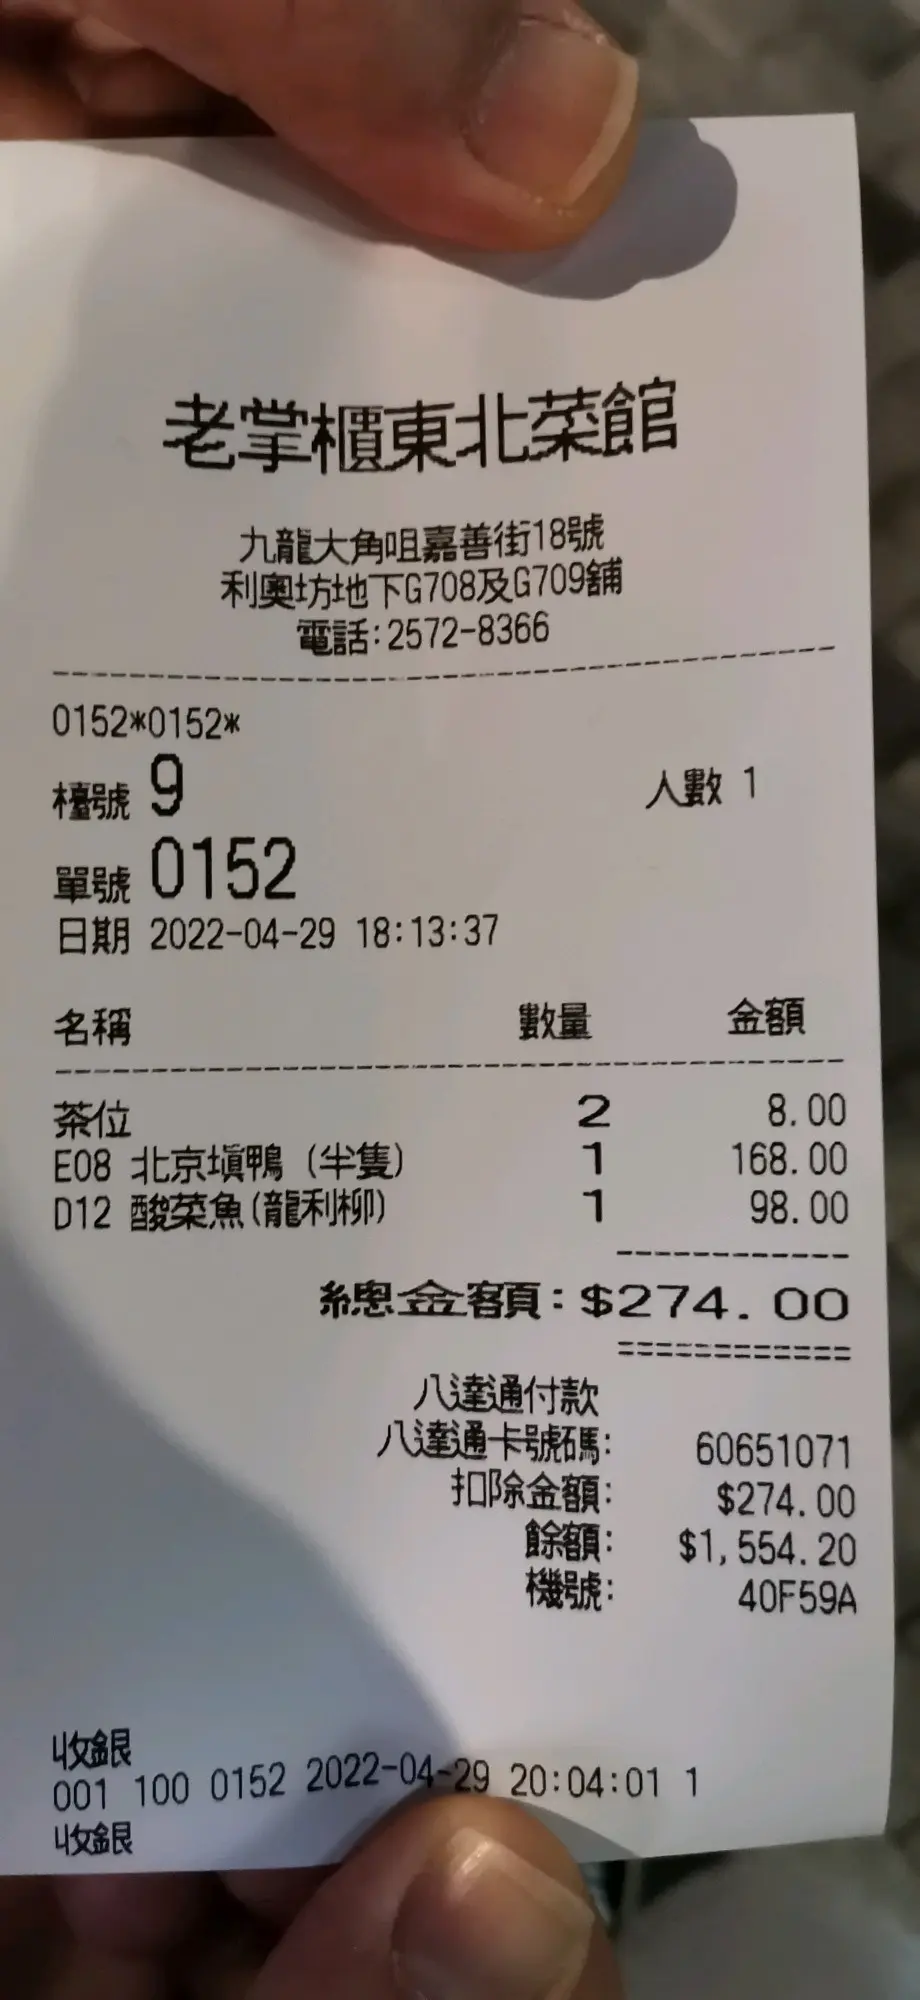 老掌櫃東北菜館
九龍大角咀嘉善街18號
利奧坊地下G708及G709舖
電話:2572-8366
0152*0152*
檯號 9 人數 1
單號 0152
日期 2022-04-29 18:13:37
名稱 數量 金額
茶位 2 8.00
E08 北京塡鴨 (半隻) 1 168.00
D12 酸菜魚(龍利柳) 1 98.00
總金額:$274.00
八達通付款
八達通卡號碼: 60651071
扣除金額: $274.00
餘額: $1,554.20
機號: 40F59A
收銀
001 100 0152 2022-04-29 20:04:01 1
收銀